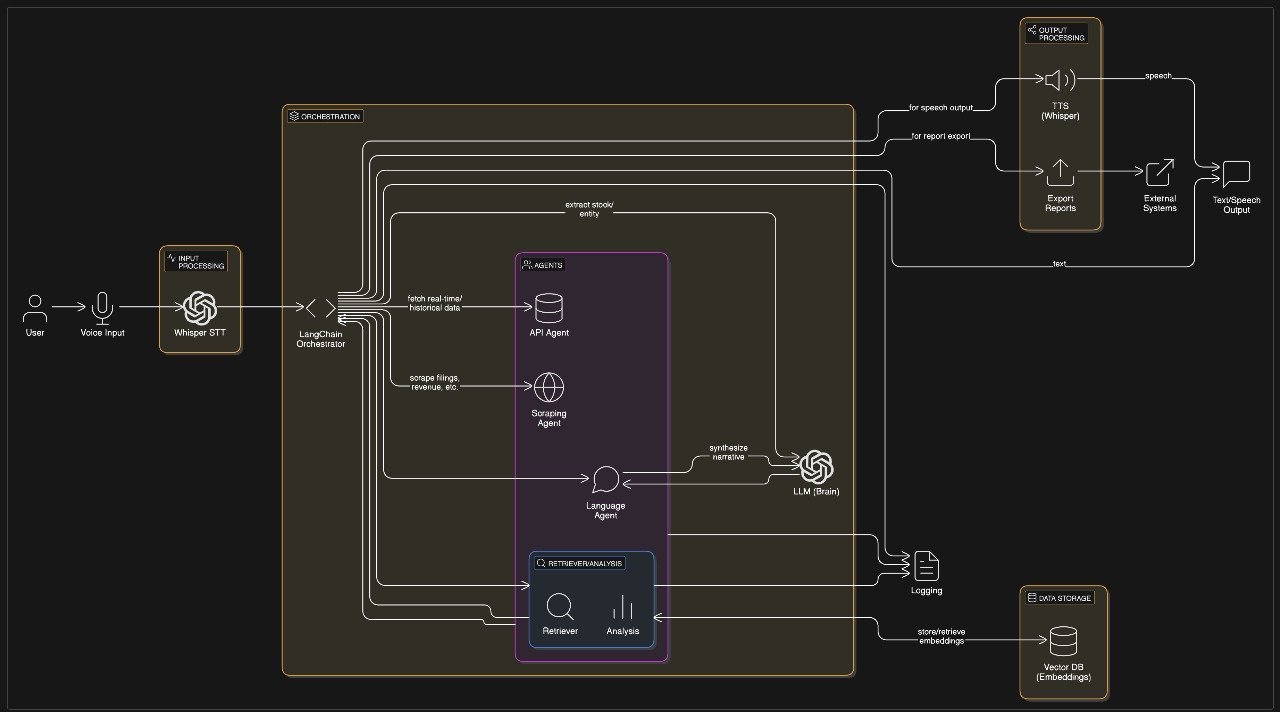 OUTPUT
PROCESSING
speech
TTS
(Whisper)
for speech output
ORCHESTRATION
for report export
Export
Reports
External
Systems
Text/Speech
Output
extract stook/
entity
INPUT
PROCESSING
AGENTS
text
fetch real-time/
historical data
User
Voice Input
Whisper STT
LangChain
Orchestrator
API Agent
scrape filings,
revenue, etc.
Scraping
Agent
synthesize
narrative
LLM (Brain)
Language
Agent
RETRIEVER/ANALYSIS
Logging
DATA STORAGE
Retriever
Analysis
store/retrieve
embeddings
Vector DB
(Embeddings)